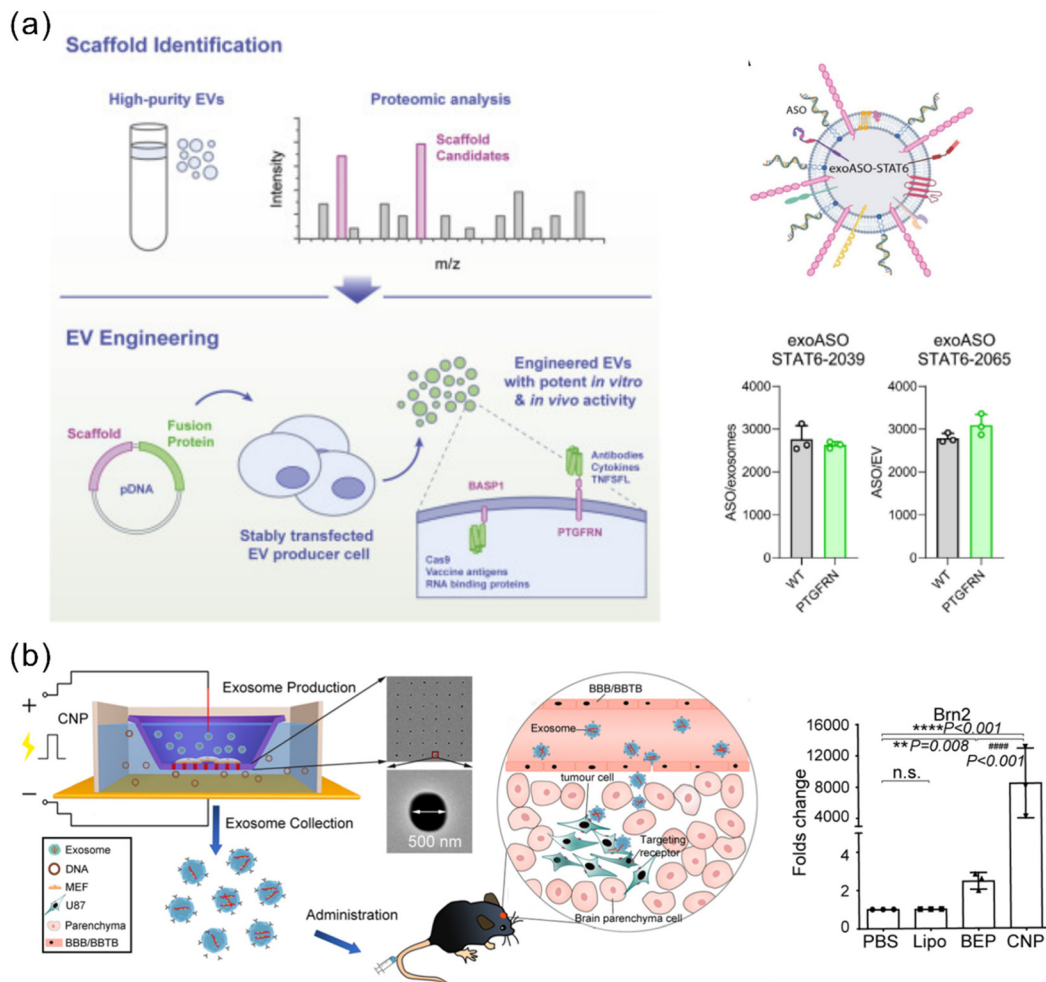 (a)
Scaffold Identification
High-purity EVs
Proteomic analysis
Scaffold
Candidates
Intensity
m/z
EV Engineering
Scaffold
Fusion
Protein
pDNA
Stably transfected
EV producer cell
Engineered EVs
with potent in vitro
& in vivo activity
BASP1
Antibodies
Cytokines
TNFSFL
PTGFRN
Cas9
Vaccine antigens
RNA binding proteins
ASO
exoASO-STAT6
exoASO
STAT6-2039
ASO/exosomes
4000
3000
2000
1000
0
WT
PTGFRN
exoASO
STAT6-2065
ASO/EV
4000
3000
2000
1000
0
WT
PTGFRN
(b)
+
CNP
−
Exosome Production
500 nm
Exosome Collection
Exosome
DNA
MEF
U87
Parenchyma
BBB/BBTB
Administration
BBB/BBTB
Exosome
tumour cell
Targeting
receptor
Brain parenchyma cell
Brn2
Folds change
16000
12000
8000
4000
4
2
0
****P<0.001
**P=0.008
####
P<0.001
n.s.
PBS Lipo BEP CNP